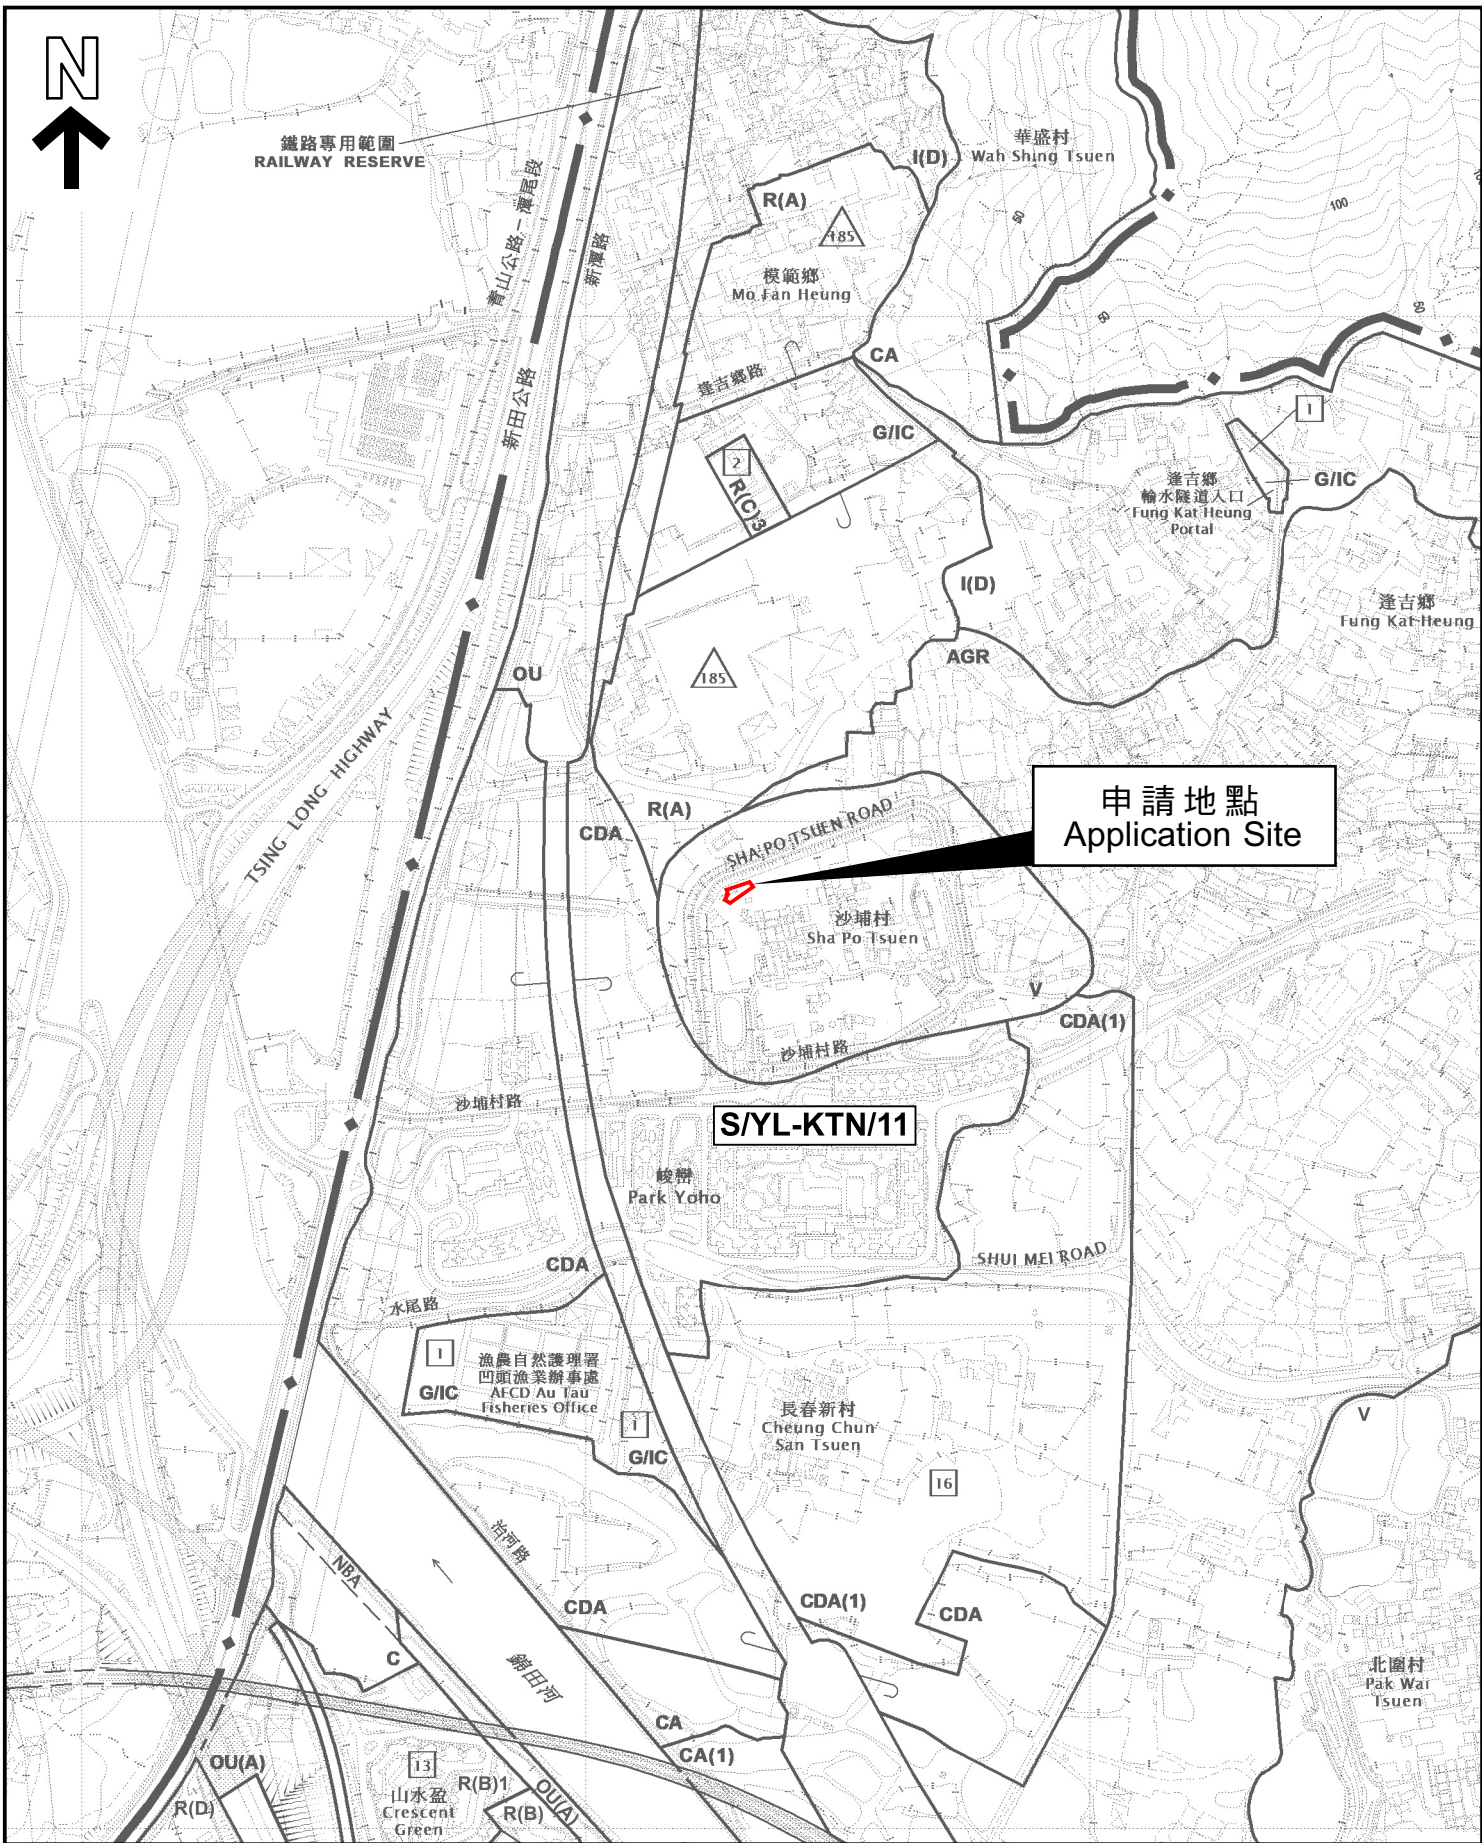 N
鐵路專用範圍
RAILWAY RESERVE
青山公路－潭尾段
新潭路
新田公路
I(D)
華盛村
Wah Shing Tsuen
R(A)
185
模範鄉
Mo Fan Heung
50
100
50
50
逢吉鄉路
CA
G/IC
2
R(C)3
1
逢吉鄉
輸水隧道入口
Fung Kat Heung
Portal
G/IC
I(D)
逢吉鄉
Fung Kat Heung
AGR
OU
185
TSING LONG HIGHWAY
R(A)
CDA
SHA PO TSUEN ROAD
申請地點
Application Site
沙埔村
Sha Po Tsuen
V
CDA(1)
沙埔村路
沙埔村路
S/YL-KTN/11
峻巒
Park Yoho
CDA
SHUI MEI ROAD
水尾路
1
G/IC
漁農自然護理署
凹頭漁業辦事處
AFCD Au Tau
Fisheries Office
1
G/IC
長春新村
Cheung Chun
San Tsuen
V
16
治河路
NBA
CDA
CDA(1)
CDA
C
錦田河
北圍村
Pak Wai
Tsuen
CA
CA(1)
OU(A)
R(D)
13
山水盈
Crescent
Green
R(B)1
R(B)
OU(A)